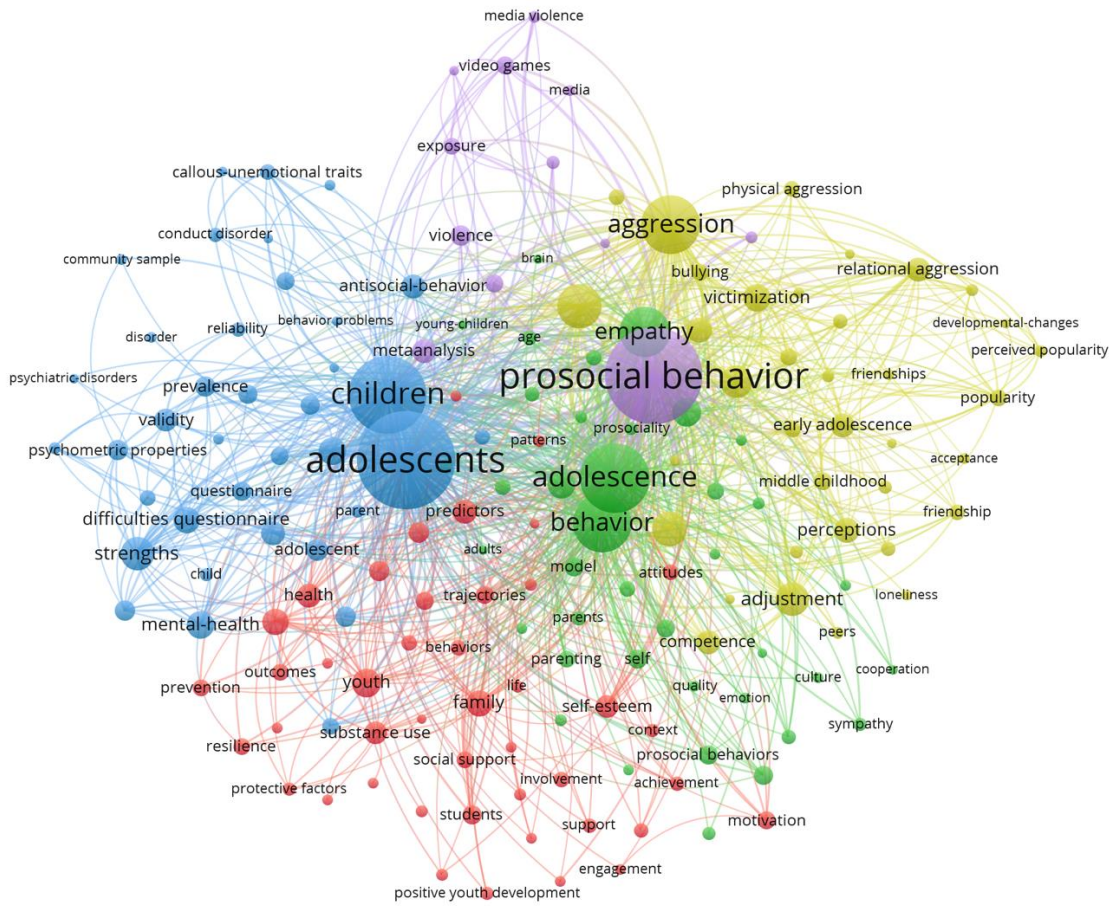 media violence
video games
media
exposure
callous-unemotional traits
physical aggression
aggression
conduct disorder
violence
community sample
brain
bullying
relational aggression
antisocial-behavior
victimization
reliability
behavior problems
young-children
empathy
developmental-changes
disorder
age
metaanalysis
perceived popularity
psychiatric-disorders
prevalence
children
prosocial behavior
friendships
popularity
validity
prosociality
early adolescence
patterns
psychometric properties
adolescents
acceptance
adolescence
middle childhood
questionnaire
parent
predictors
friendship
difficulties questionnaire
behavior
perceptions
strengths
adolescent
adults
model
attitudes
child
health
trajectories
adjustment
loneliness
mental-health
parents
peers
behaviors
competence
parenting
self
outcomes
cooperation
culture
prevention
youth
life
quality
emotion
family
self-esteem
sympathy
substance use
context
resilience
social support
prosocial behaviors
protective factors
involvement
achievement
students
support
motivation
engagement
positive youth development